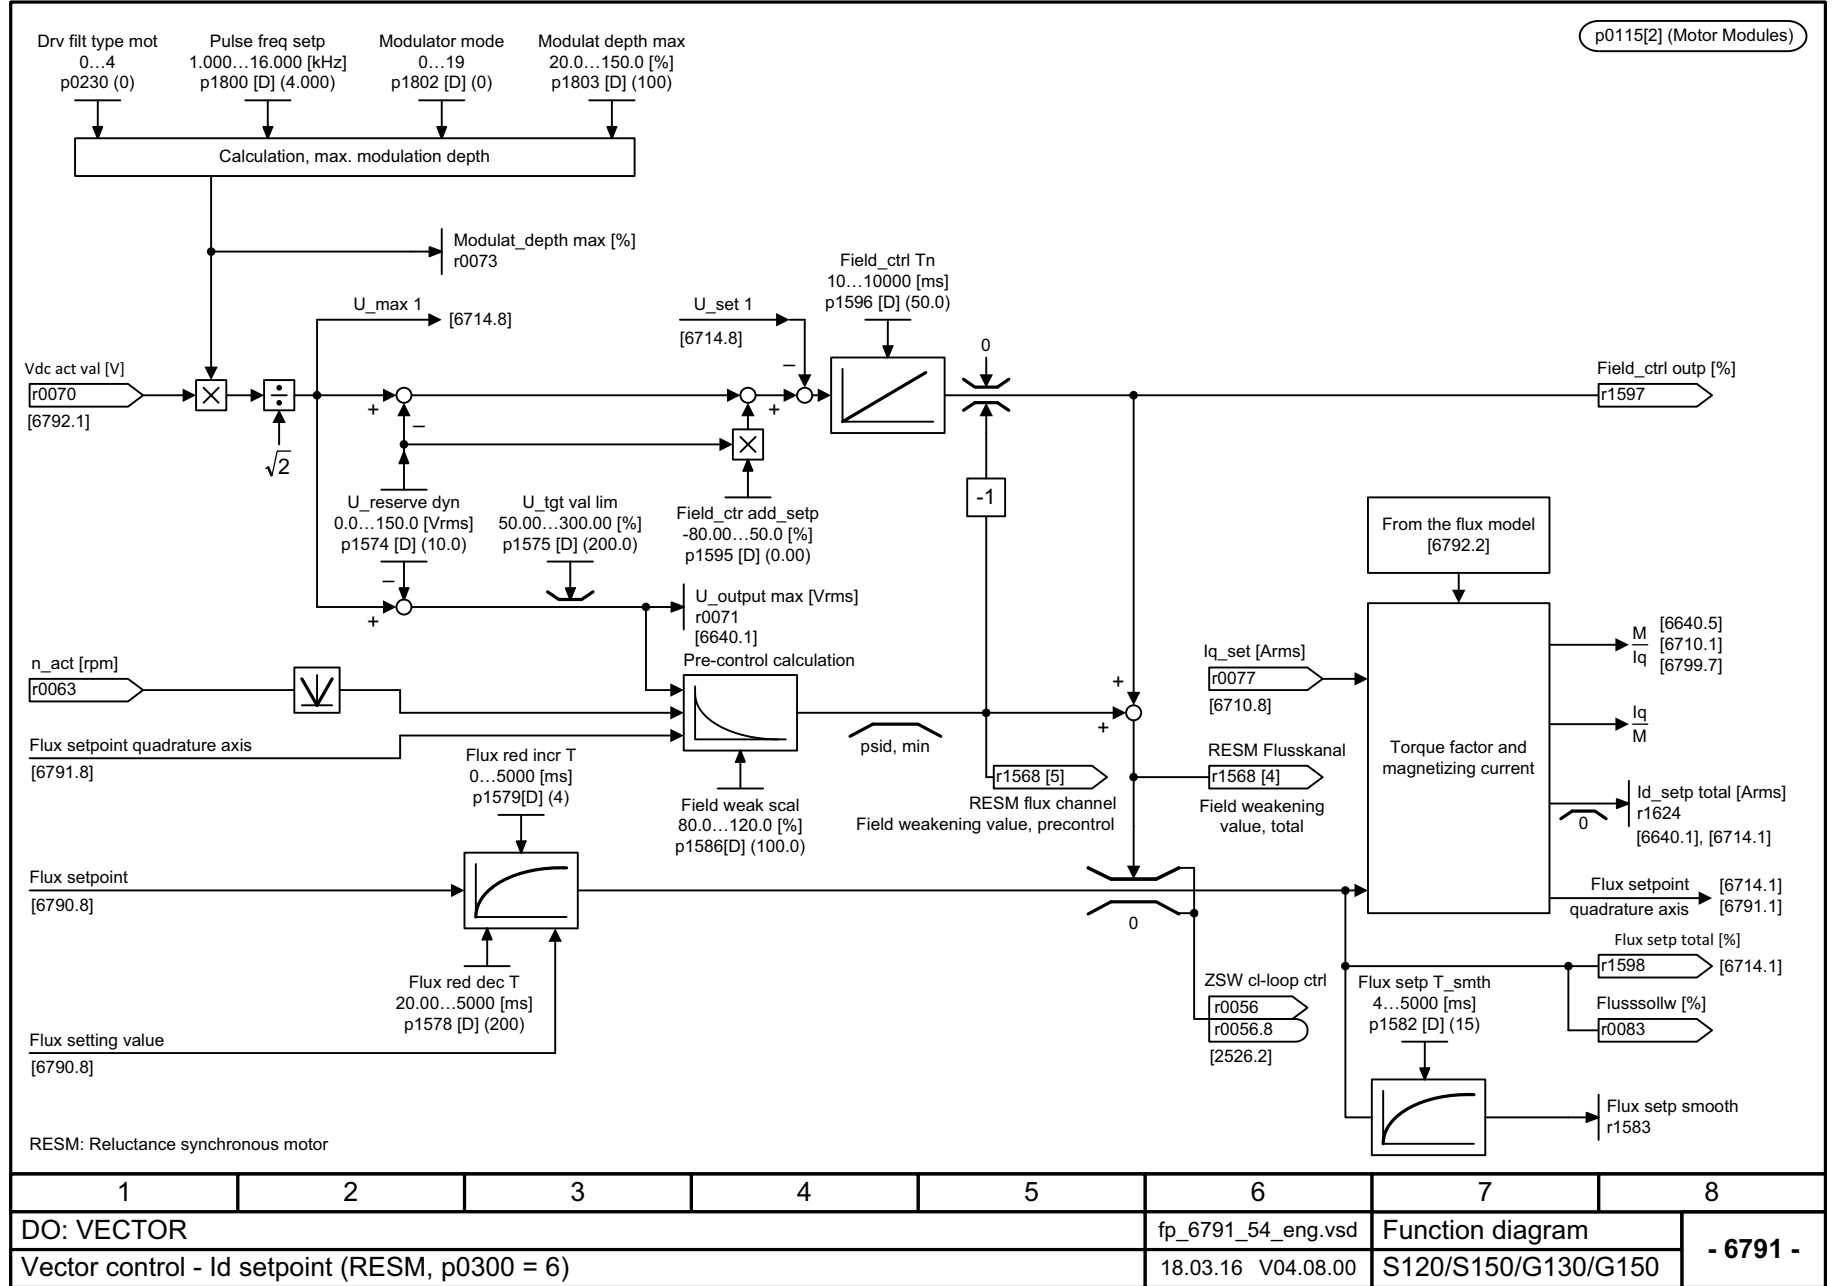 p0115[2] (Motor Modules)
Drv filt type mot
0…4
p0230 (0)
Pulse freq setp
1.000…16.000 [kHz]
p1800 [D] (4.000)
Modulator mode
0…19
p1802 [D] (0)
Modulat depth max
20.0…150.0 [%]
p1803 [D] (100)
Calculation, max. modulation depth
Modulat_depth max [%]
r0073
Field_ctrl Tn
10…10000 [ms]
p1596 [D] (50.0)
U_max 1
[6714.8]
U_set 1
[6714.8]
0
Vdc act val [V]
r0070
[6792.1]
×
÷
√2
+
–
+
–
×
Field_ctrl outp [%]
r1597
U_reserve dyn
0.0…150.0 [Vrms]
p1574 [D] (10.0)
U_tgt val lim
50.00…300.00 [%]
p1575 [D] (200.0)
Field_ctr add_setp
-80.00…50.0 [%]
p1595 [D] (0.00)
-1
From the flux model
[6792.2]
–
+
U_output max [Vrms]
r0071
[6640.1]
n_act [rpm]
r0063
Pre-control calculation
Iq_set [Arms]
r0077
[6710.8]
M
Iq
[6640.5]
[6710.1]
[6799.7]
Iq
M
Flux setpoint quadrature axis
[6791.8]
psid, min
+
+
Torque factor and
magnetizing current
Flux red incr T
0…5000 [ms]
p1579[D] (4)
Field weak scal
80.0…120.0 [%]
p1586[D] (100.0)
r1568 [5]
RESM flux channel
Field weakening value, precontrol
RESM Flusskanal
r1568 [4]
Field weakening
value, total
0
Id_setp total [Arms]
r1624
[6640.1], [6714.1]
Flux setpoint
[6790.8]
0
Flux setpoint
quadrature axis
[6714.1]
[6791.1]
Flux red dec T
20.00…5000 [ms]
p1578 [D] (200)
Flux setting value
[6790.8]
ZSW cl-loop ctrl
r0056
r0056.8
[2526.2]
Flux setp T_smth
4…5000 [ms]
p1582 [D] (15)
Flux setp total [%]
r1598
[6714.1]
Flusssollw [%]
r0083
Flux setp smooth
r1583
RESM: Reluctance synchronous motor
1 2 3 4 5 6 7 8
DO: VECTOR
fp_6791_54_eng.vsd
Function diagram
- 6791 -
Vector control - Id setpoint (RESM, p0300 = 6)
18.03.16 V04.08.00
S120/S150/G130/G150